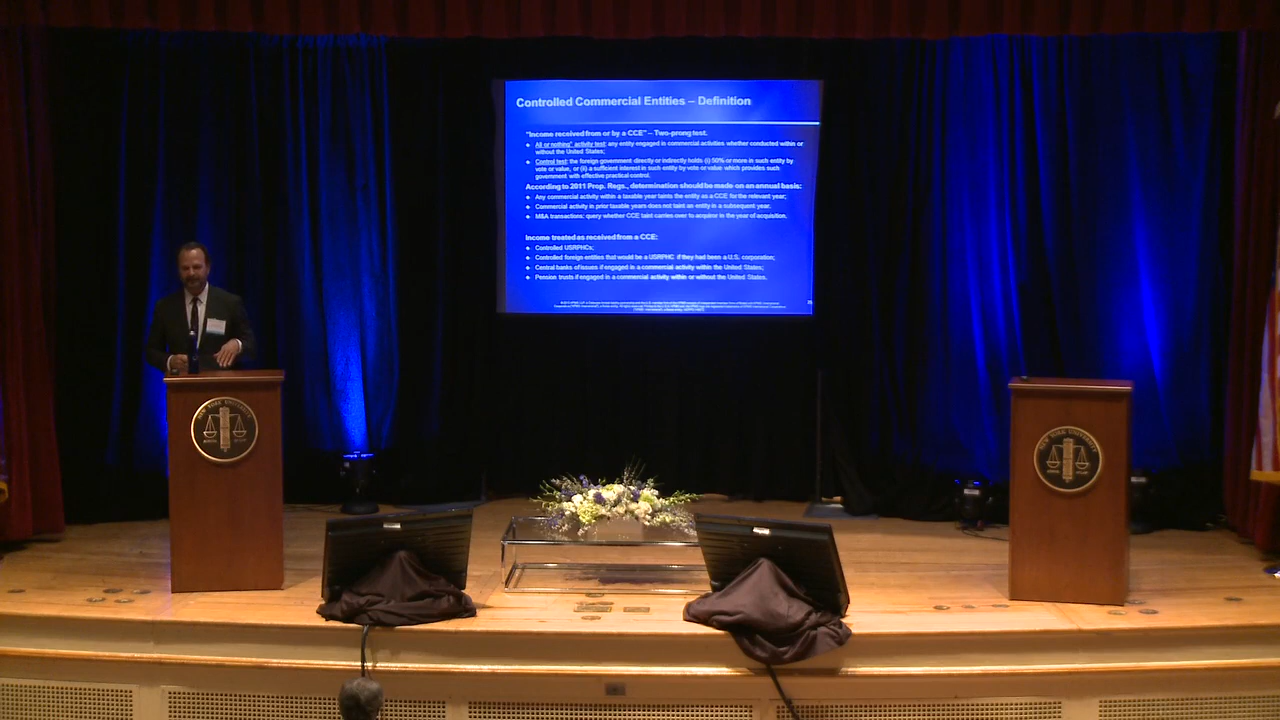 Controlled Commercial Entities – Definition
"Income received from or by a CCE" – Two-prong test.
All or nothing" activity test: any entity engaged in commercial activities whether conducted within or
without the United States;
Control test: the foreign government directly or indirectly holds (i) 50% or more in such entity by
vote or value, or (ii) a sufficient interest in such entity by vote or value which provides such
government with effective practical control.
According to 2011 Prop. Regs., determination should be made on an annual basis:
Any commercial activity within a taxable year taints the entity as a CCE for the relevant year;
Commercial activity in prior taxable years does not taint an entity in a subsequent year.
M&A transactions: query whether CCE taint carries over to acquiror in the year of acquisition.
Income treated as received from a CCE:
Controlled USRPHCs;
Controlled foreign entities that would be a USRPHC if they had been a U.S. corporation;
Central banks of issues if engaged in a commercial activity within the United States;
Pension trusts if engaged in a commercial activity within or without the United States.
NEW YORK UNIVERSITY
NEW YORK UNIVERSITY